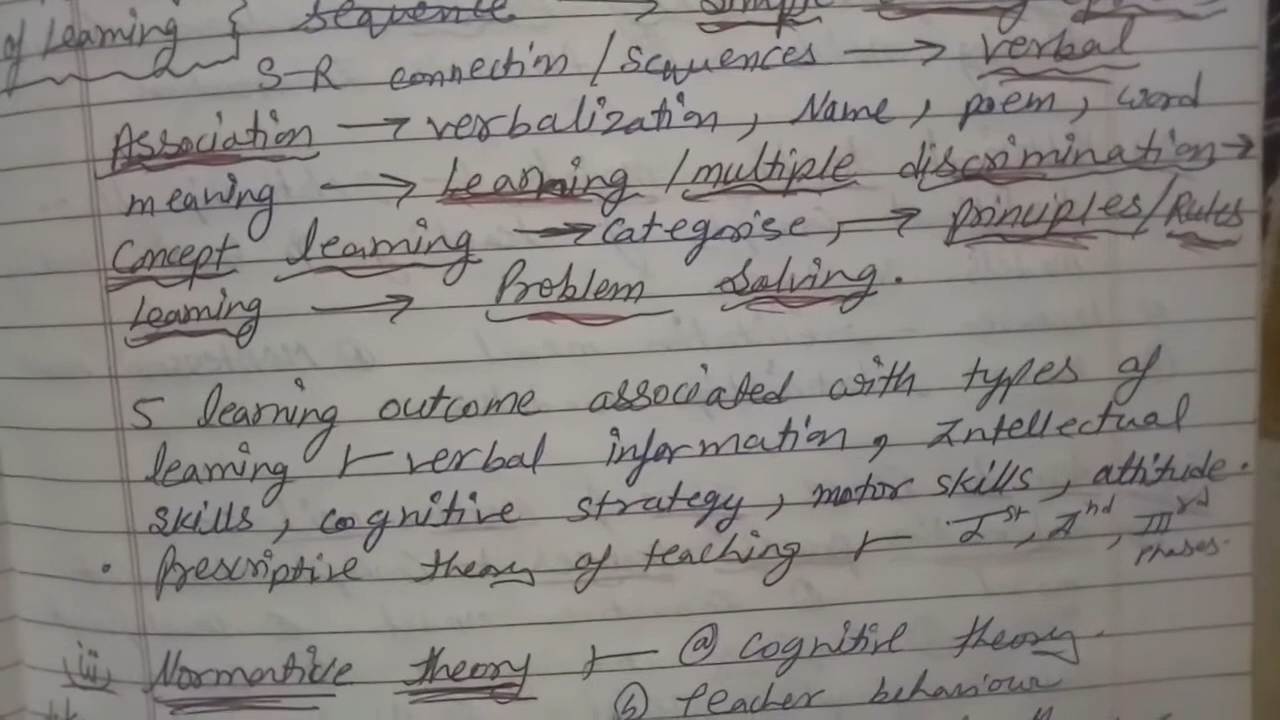 of Learning { sequence → simple
S-R connection / Sequences → verbal
Association → verbalization, Name, poem, word
meaning → Learning / multiple discrimination →
Concept learning → Categorise, → principles / Rules
Learning → Problem Solving.
5 learning outcome associated with types of
learning ⊢ verbal information, Intellectual
skills, cognitive strategy, motor skills, attitude.
• Prescriptive theory of teaching ⊢ Ist, IInd, IIIrd
phases.
(iii) Normative theory ⊢ (a) Cognitive theory.
(b) teacher behaviour